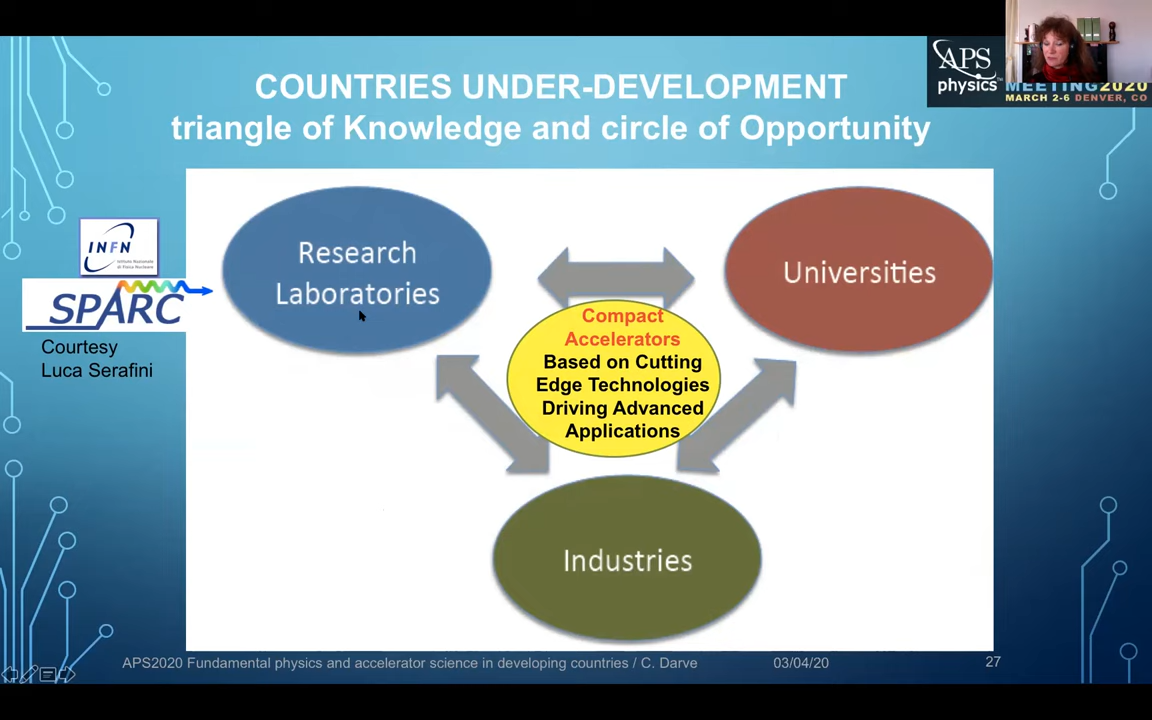 COUNTRIES UNDER-DEVELOPMENT
triangle of Knowledge and circle of Opportunity
APS
physics
MEETING2020
MARCH 2-6 DENVER, CO
INFN
SPARC
Courtesy
Luca Serafini
Research
Laboratories
Universities
Compact
Accelerators
Based on Cutting
Edge Technologies
Driving Advanced
Applications
Industries
APS2020 Fundamental physics and accelerator science in developing countries / C. Darve
03/04/20
27